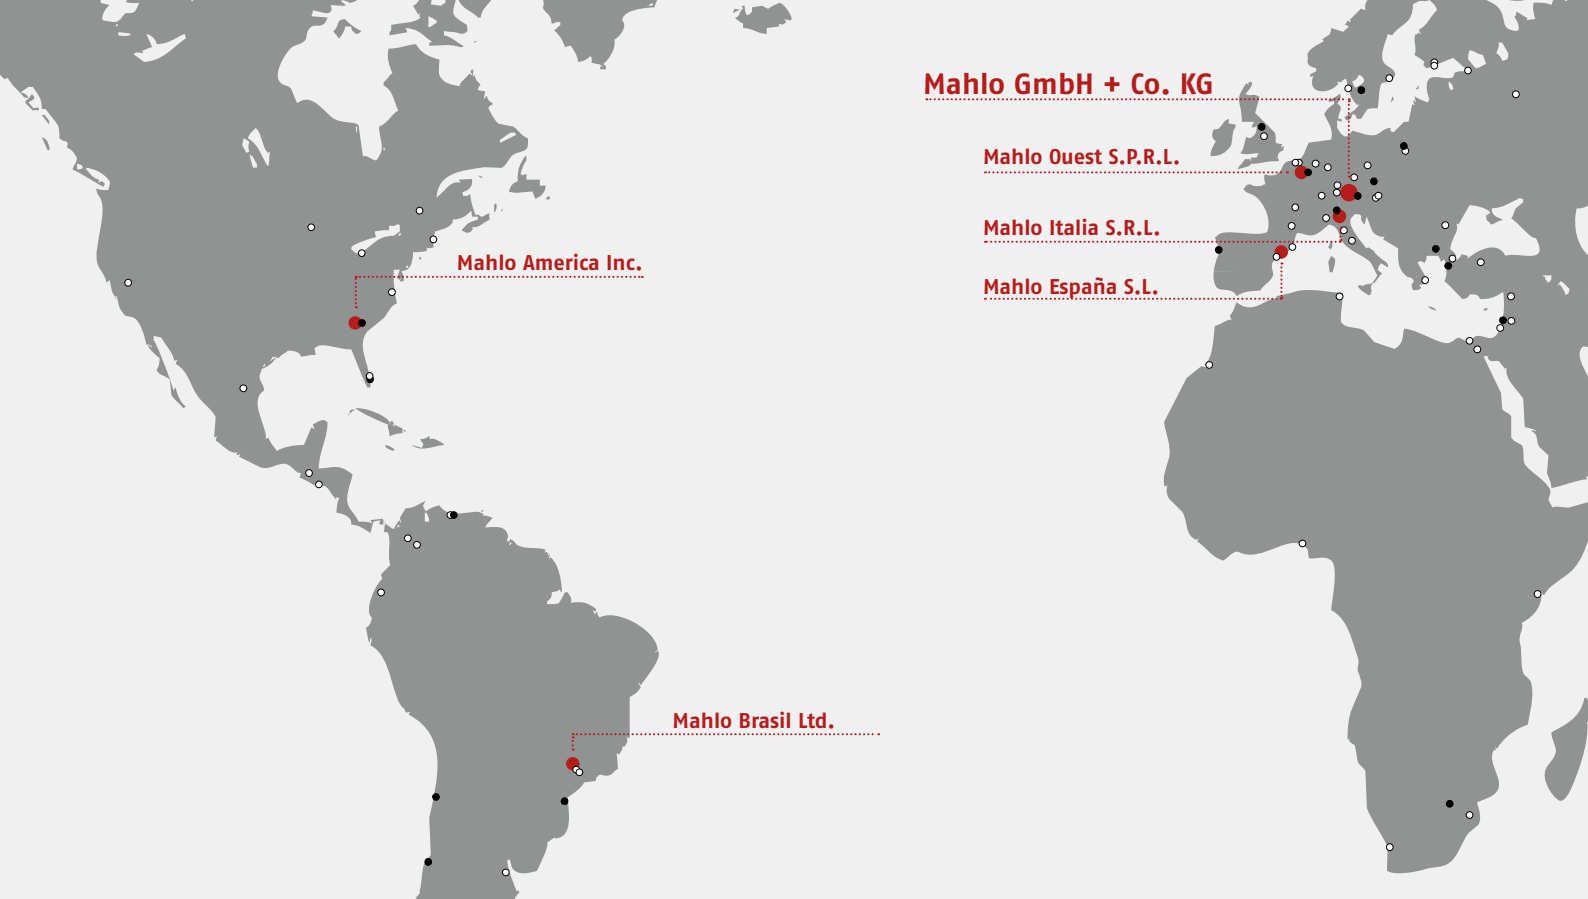 Mahlo GmbH + Co. KG
Mahlo Ouest S.P.R.L.
Mahlo Italia S.R.L.
Mahlo America Inc.
Mahlo España S.L.
Mahlo Brasil Ltd.